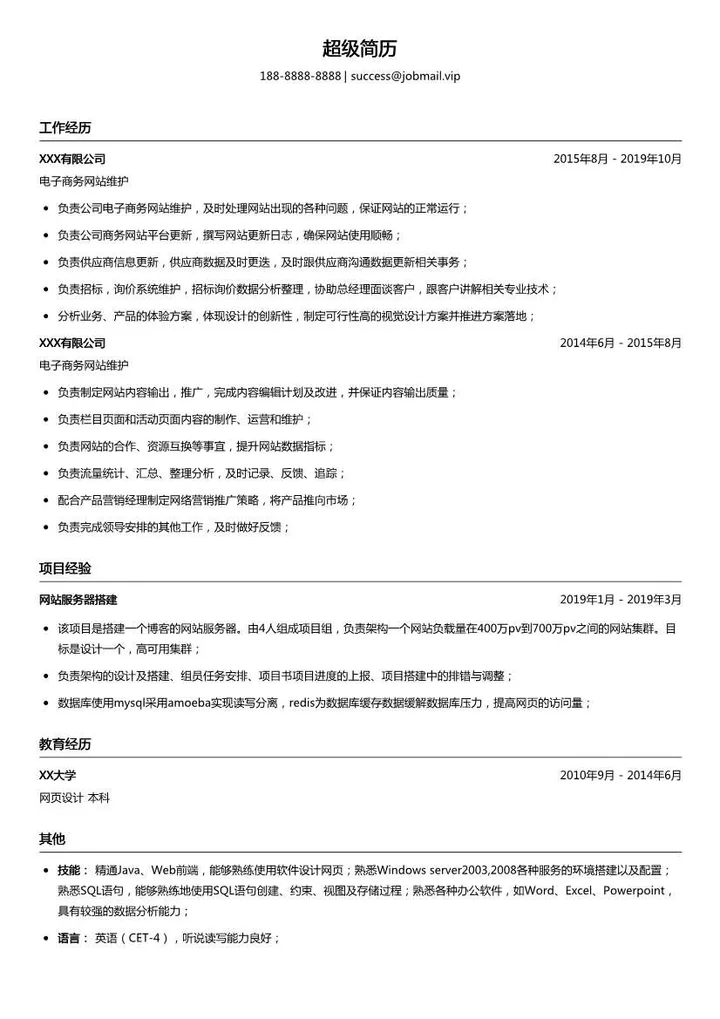 超级简历
188-8888-8888 | success@jobmail.vip
工作经历
XXX有限公司 2015年8月 - 2019年10月
电子商务网站维护
• 负责公司电子商务网站维护，及时处理网站出现的各种问题，保证网站的正常运行；
• 负责公司商务网站平台更新，撰写网站更新日志，确保网站使用顺畅；
• 负责供应商信息更新，供应商数据及时更迭，及时跟供应商沟通数据更新相关事务；
• 负责招标，询价系统维护，招标询价数据分析整理，协助总经理面谈客户，跟客户讲解相关专业技术；
• 分析业务、产品的体验方案，体现设计的创新性，制定可行性高的视觉设计方案并推进方案落地；
XXX有限公司 2014年6月 - 2015年8月
电子商务网站维护
• 负责制定网站内容输出，推广，完成内容编辑计划及改进，并保证内容输出质量；
• 负责栏目页面和活动页面内容的制作、运营和维护；
• 负责网站的合作、资源互换等事宜，提升网站数据指标；
• 负责流量统计、汇总、整理分析，及时记录、反馈、追踪；
• 配合产品营销经理制定网络营销推广策略，将产品推向市场；
• 负责完成领导安排的其他工作，及时做好反馈；
项目经验
网站服务器搭建 2019年1月 - 2019年3月
• 该项目是搭建一个博客的网站服务器。由4人组成项目组，负责架构一个网站负载量在400万pv到700万pv之间的网站集群。目
标是设计一个，高可用集群；
• 负责架构的设计及搭建、组员任务安排、项目书项目进度的上报、项目搭建中的排错与调整；
• 数据库使用mysql采用amoeba实现读写分离，redis为数据库缓存数据缓解数据库压力，提高网页的访问量；
教育经历
XX大学 2010年9月 - 2014年6月
网页设计 本科
其他
• 技能： 精通Java、Web前端，能够熟练使用软件设计网页；熟悉Windows server2003,2008各种服务的环境搭建以及配置；
熟悉SQL语句，能够熟练地使用SQL语句创建、约束、视图及存储过程；熟悉各种办公软件，如Word、Excel、Powerpoint，
具有较强的数据分析能力；
• 语言： 英语（CET-4），听说读写能力良好；